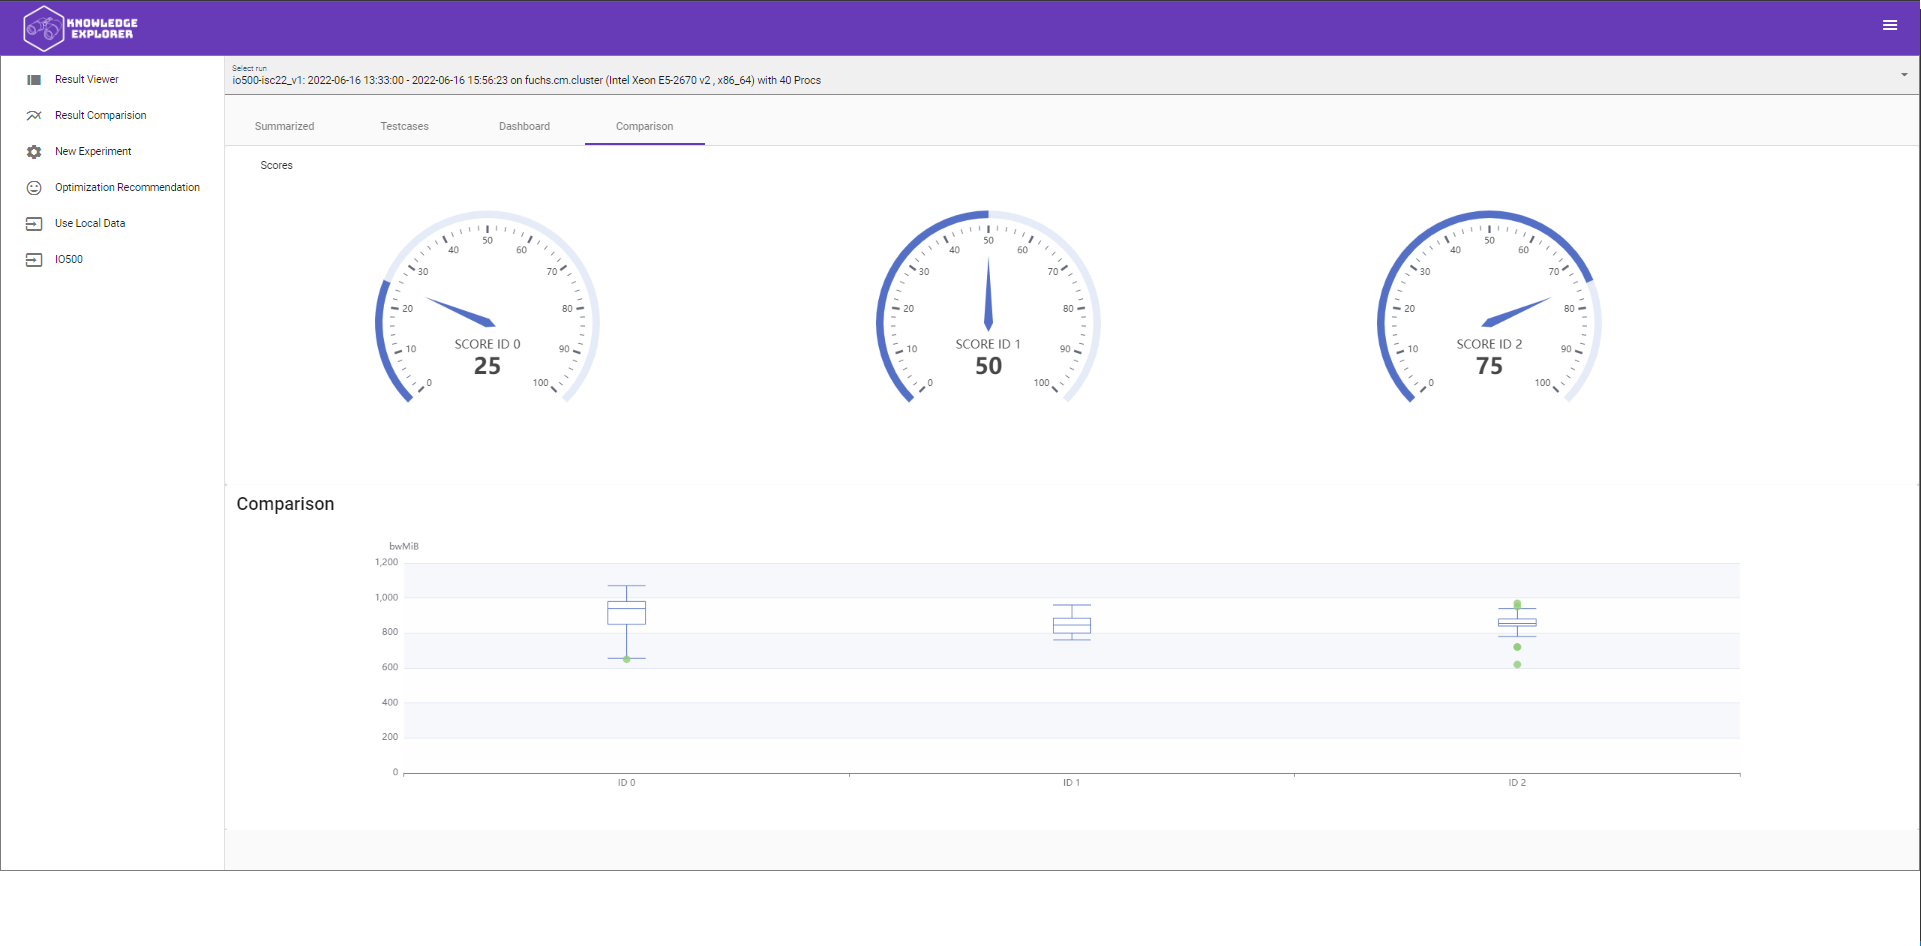 KNOWLEDGE
EXPLORER
Result Viewer
Result Comparision
New Experiment
Optimization Recommendation
Use Local Data
IO500
Select run
io500-isc22_v1: 2022-06-16 13:33:00 - 2022-06-16 15:56:23 on fuchs.cm.cluster (Intel Xeon E5-2670 v2 , x86_64) with 40 Procs
Summarized Testcases Dashboard Comparison
Scores
0 10 20 30 40 50 60 70 80 90 100
SCORE ID 0
25
0 10 20 30 40 50 60 70 80 90 100
SCORE ID 1
50
0 10 20 30 40 50 60 70 80 90 100
SCORE ID 2
75
Comparison
bwMiB
1,200
1,000
800
600
400
200
0
ID 0 ID 1 ID 2